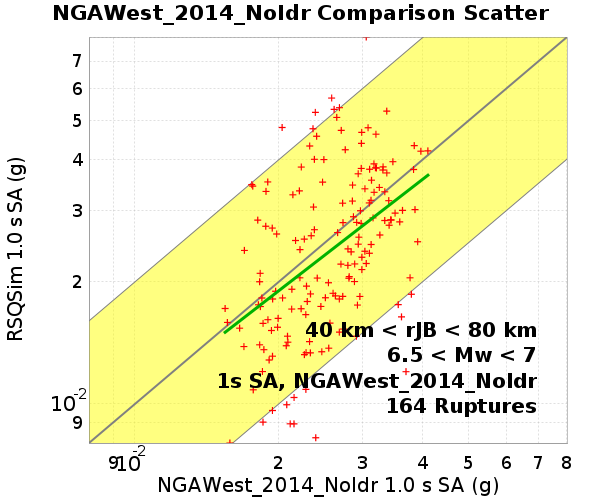 NGAWest_2014_NoIdr Comparison Scatter
7
6
5
4
3
2
10-2
9
RSQSim 1.0 s SA (g)
40 km < rJB < 80 km
6.5 < Mw < 7
1s SA, NGAWest_2014_NoIdr
164 Ruptures
9 10-2 2 3 4 5 6 7 8
NGAWest_2014_NoIdr 1.0 s SA (g)